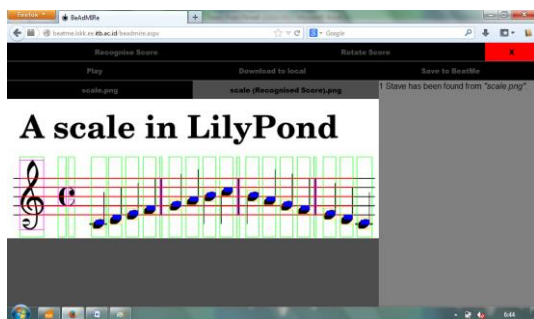 Firefox
BeAdMIRe
beatme.lskk.ee.itb.ac.id/beadmire.aspx
Google
Recognise Score
Rotate Score
X
Play
Download to local
Save to BeatMe
scale.png
scale (Recognised Score).png
1 Stave has been found from "scale.png".
A scale in LilyPond
6:44